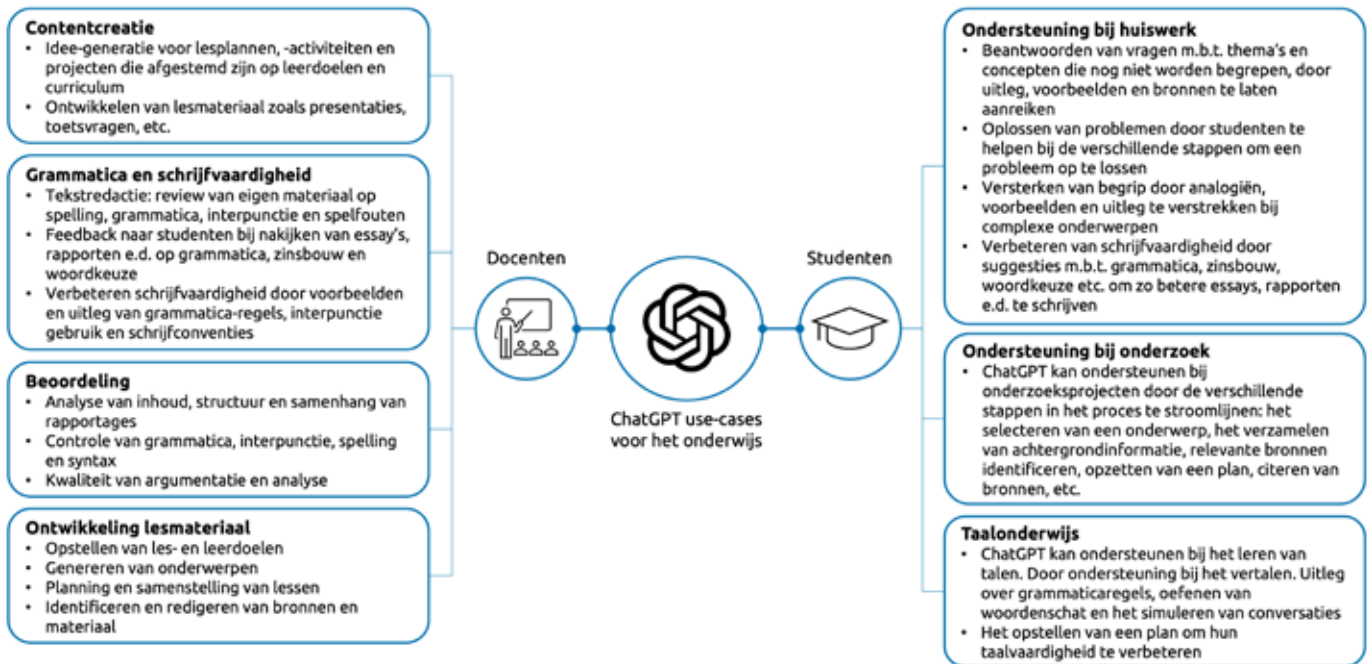 Contentcreatie
• Idee-generatie voor lesplannen, -activiteiten en
projecten die afgestemd zijn op leerdoelen en
curriculum
• Ontwikkelen van lesmateriaal zoals presentaties,
toetsvragen, etc.
Grammatica en schrijfvaardigheid
• Tekstredactie: review van eigen materiaal op
spelling, grammatica, interpunctie en spelfouten
• Feedback naar studenten bij nakijken van essay's,
rapporten e.d. op grammatica, zinsbouw en
woordkeuze
• Verbeteren schrijfvaardigheid door voorbeelden
en uitleg van grammatica-regels, interpunctie
gebruik en schrijfconventies
Beoordeling
• Analyse van inhoud, structuur en samenhang van
rapportages
• Controle van grammatica, interpunctie, spelling
en syntax
• Kwaliteit van argumentatie en analyse
Ontwikkeling lesmateriaal
• Opstellen van les- en leerdoelen
• Genereren van onderwerpen
• Planning en samenstelling van lessen
• Identificeren en redigeren van bronnen en
materiaal
Docenten
ChatGPT use-cases
voor het onderwijs
Studenten
Ondersteuning bij huiswerk
• Beantwoorden van vragen m.b.t. thema's en
concepten die nog niet worden begrepen, door
uitleg, voorbeelden en bronnen te laten
aanreiken
• Oplossen van problemen door studenten te
helpen bij de verschillende stappen om een
probleem op te lossen
• Versterken van begrip door analogiën,
voorbeelden en uitleg te verstrekken bij
complexe onderwerpen
• Verbeteren van schrijfvaardigheid door
suggesties m.b.t. grammatica, zinsbouw,
woordkeuze etc. om zo betere essays, rapporten
e.d. te schrijven
Ondersteuning bij onderzoek
• ChatGPT kan ondersteunen bij
onderzoeksprojecten door de verschillende
stappen in het proces te stroomlijnen: het
selecteren van een onderwerp, het verzamelen
van achtergrondinformatie, relevante bronnen
identificeren, opzetten van een plan, citeren van
bronnen, etc.
Taalonderwijs
• ChatGPT kan ondersteunen bij het leren van
talen. Door ondersteuning bij het vertalen. Uitleg
over grammaticaregels, oefenen van
woordenschat en het simuleren van conversaties
• Het opstellen van een plan om hun
taalvaardigheid te verbeteren